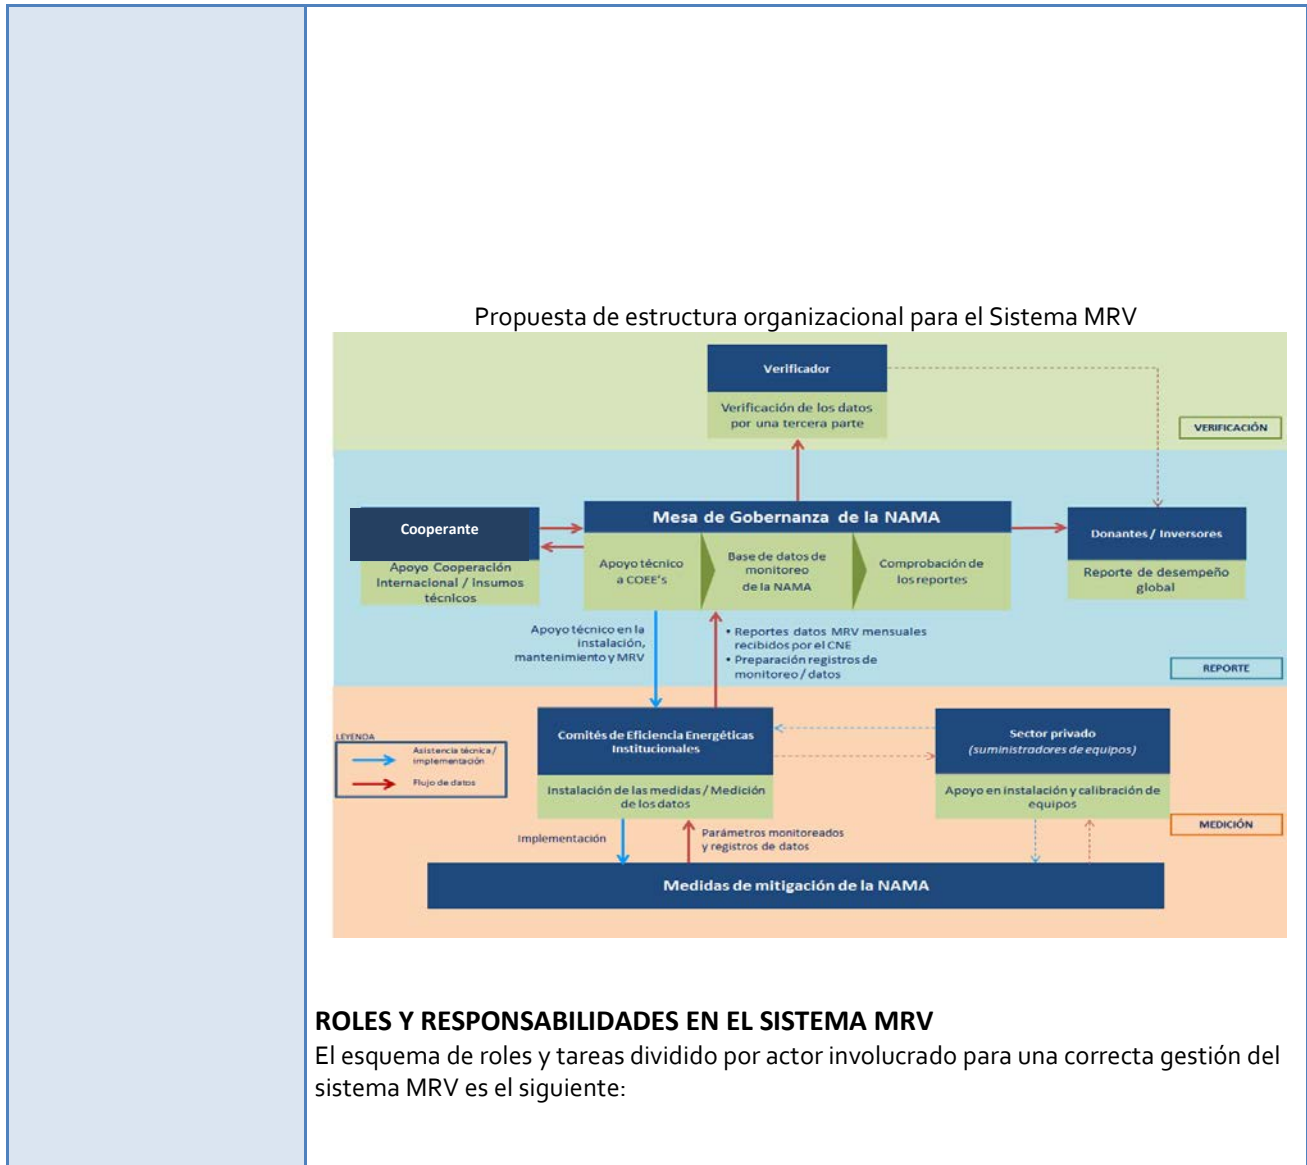 Propuesta de estructura organizacional para el Sistema MRV
Verificador
Verificación de los datos
por una tercera parte
VERIFICACIÓN
Cooperante
Apoyo Cooperación
Internacional / Insumos
técnicos
Mesa de Gobernanza de la NAMA
Apoyo técnico
a COEE's
Base de datos de
monitoreo
de la NAMA
Comprobación de
los reportes
Donantes / Inversores
Reporte de desempeño
global
Apoyo técnico en la
instalación,
mantenimiento y MRV
• Reportes datos MRV mensuales
recibidos por el CNE
• Preparación registros de
monitoreo / datos
REPORTE
LEYENDA
Asistencia técnica /
implementación
Flujo de datos
Comités de Eficiencia Energéticas
Institucionales
Instalación de las medidas / Medición
de los datos
Sector privado
(suministradores de equipos)
Apoyo en instalación y calibración de
equipos
MEDICIÓN
Implementación
Parámetros monitoreados
y registros de datos
Medidas de mitigación de la NAMA
ROLES Y RESPONSABILIDADES EN EL SISTEMA MRV
El esquema de roles y tareas dividido por actor involucrado para una correcta gestión del
sistema MRV es el siguiente: